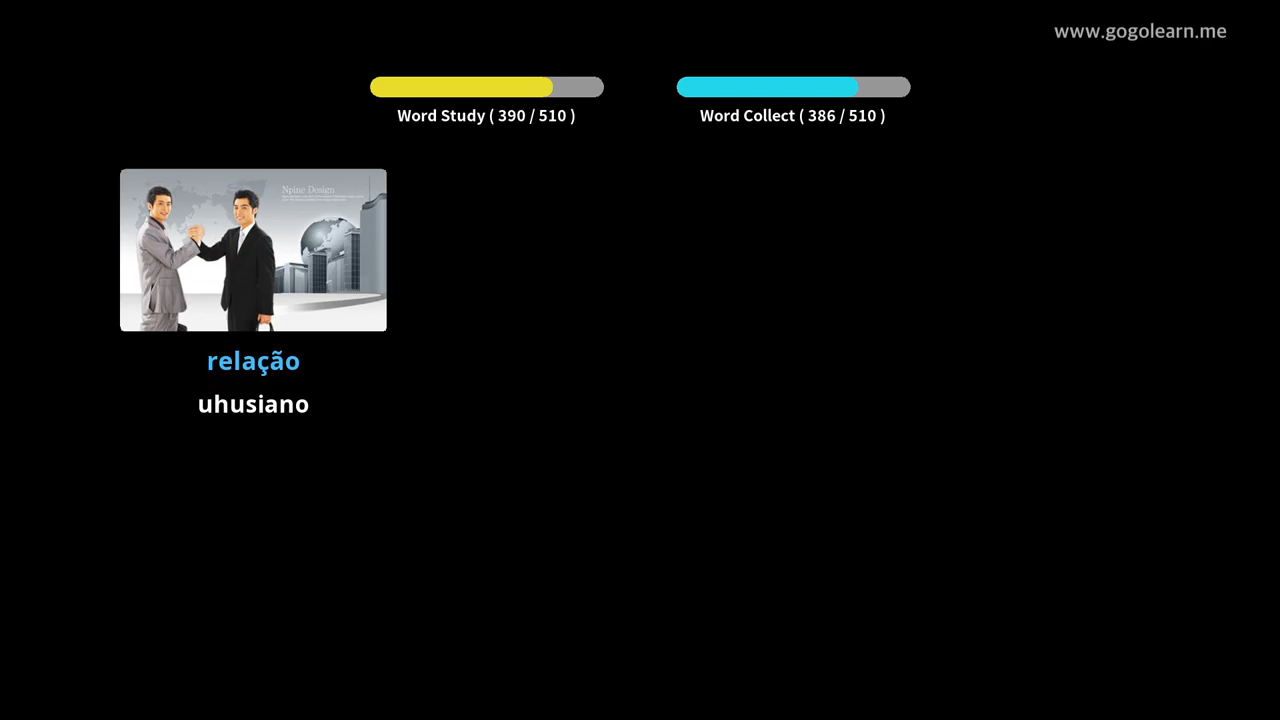 www.gogolearn.me
Word Study ( 390 / 510 )
Word Collect ( 386 / 510 )
Npine Design
relação
uhusiano